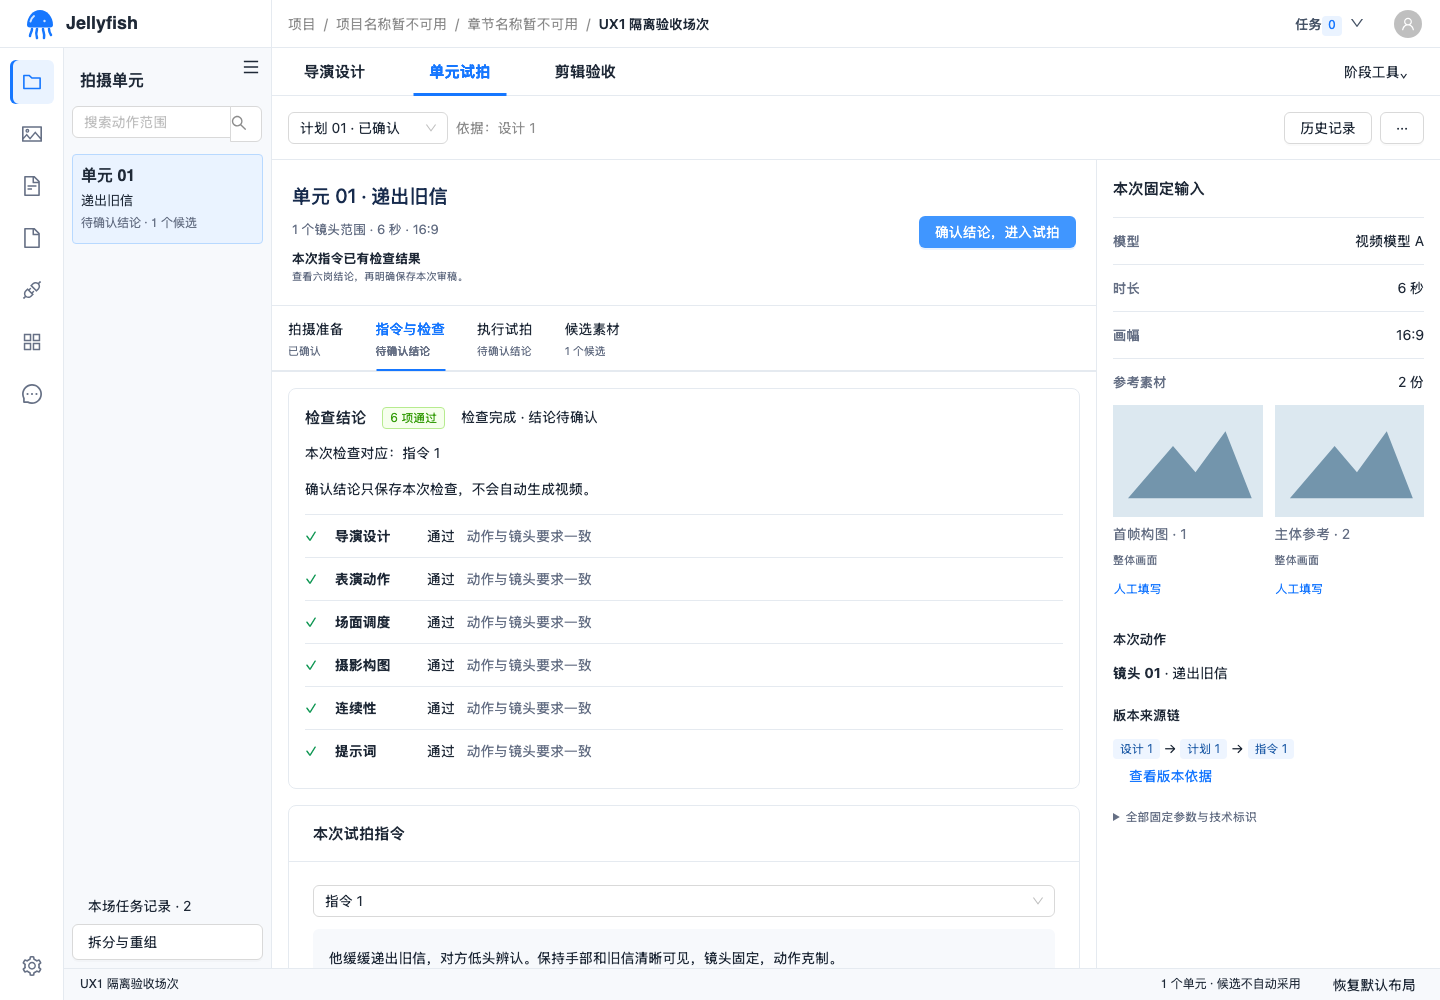 Jellyfish
项目 / 项目名称暂不可用 / 章节名称暂不可用 / UX1 隔离验收场次
任务 0
拍摄单元
搜索动作范围
单元 01
递出旧信
待确认结论 · 1 个候选
本场任务记录 · 2
拆分与重组
导演设计
单元试拍
剪辑验收
阶段工具
计划 01 · 已确认
依据：设计 1
历史记录
...
单元 01 · 递出旧信
1 个镜头范围 · 6 秒 · 16:9
本次指令已有检查结果
查看六岗结论，再明确保存本次审稿。
确认结论，进入试拍
拍摄准备
已确认
指令与检查
待确认结论
执行试拍
待确认结论
候选素材
1 个候选
检查结论 6 项通过 检查完成 · 结论待确认
本次检查对应：指令 1
确认结论只保存本次检查，不会自动生成视频。
导演设计 通过 动作与镜头要求一致
表演动作 通过 动作与镜头要求一致
场面调度 通过 动作与镜头要求一致
摄影构图 通过 动作与镜头要求一致
连续性 通过 动作与镜头要求一致
提示词 通过 动作与镜头要求一致
本次试拍指令
指令 1
他缓缓递出旧信，对方低头辨认。保持手部和旧信清晰可见，镜头固定，动作克制。
本次固定输入
模型 视频模型 A
时长 6 秒
画幅 16:9
参考素材 2 份
首帧构图 · 1
整体画面
人工填写
主体参考 · 2
整体画面
人工填写
本次动作
镜头 01 · 递出旧信
版本来源链
设计 1 → 计划 1 → 指令 1
查看版本依据
全部固定参数与技术标识
UX1 隔离验收场次
1 个单元 · 候选不自动采用
恢复默认布局